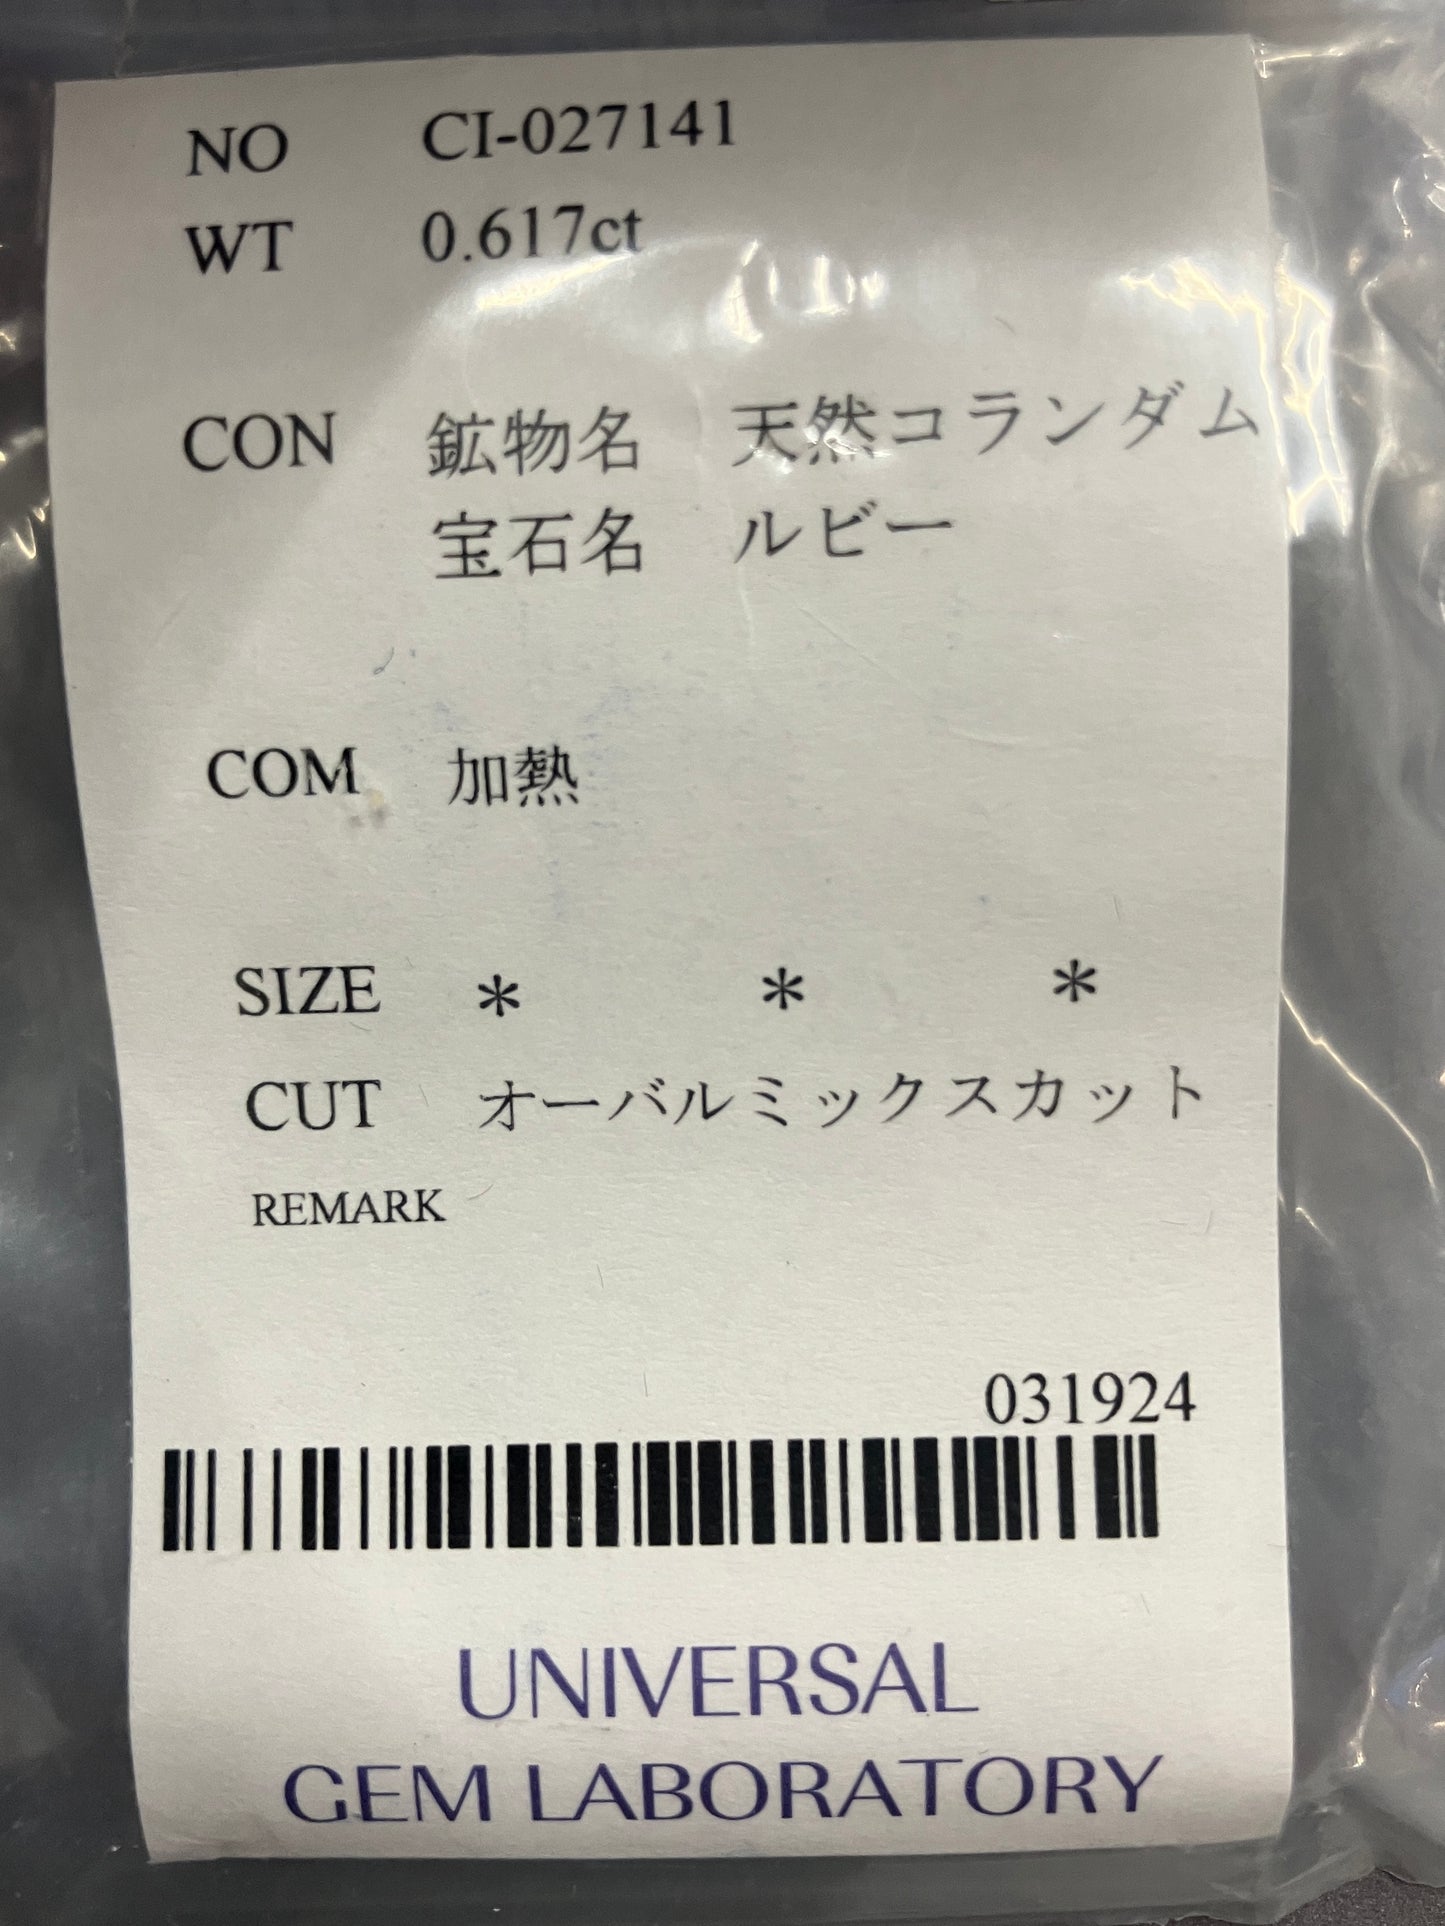 NO CI-027141
WT 0.617ct
CON 鉱物名 天然コランダム
宝石名 ルビー
COM 加熱
SIZE * * *
CUT オーバルミックスカット
REMARK
031924
UNIVERSAL
GEM LABORATORY